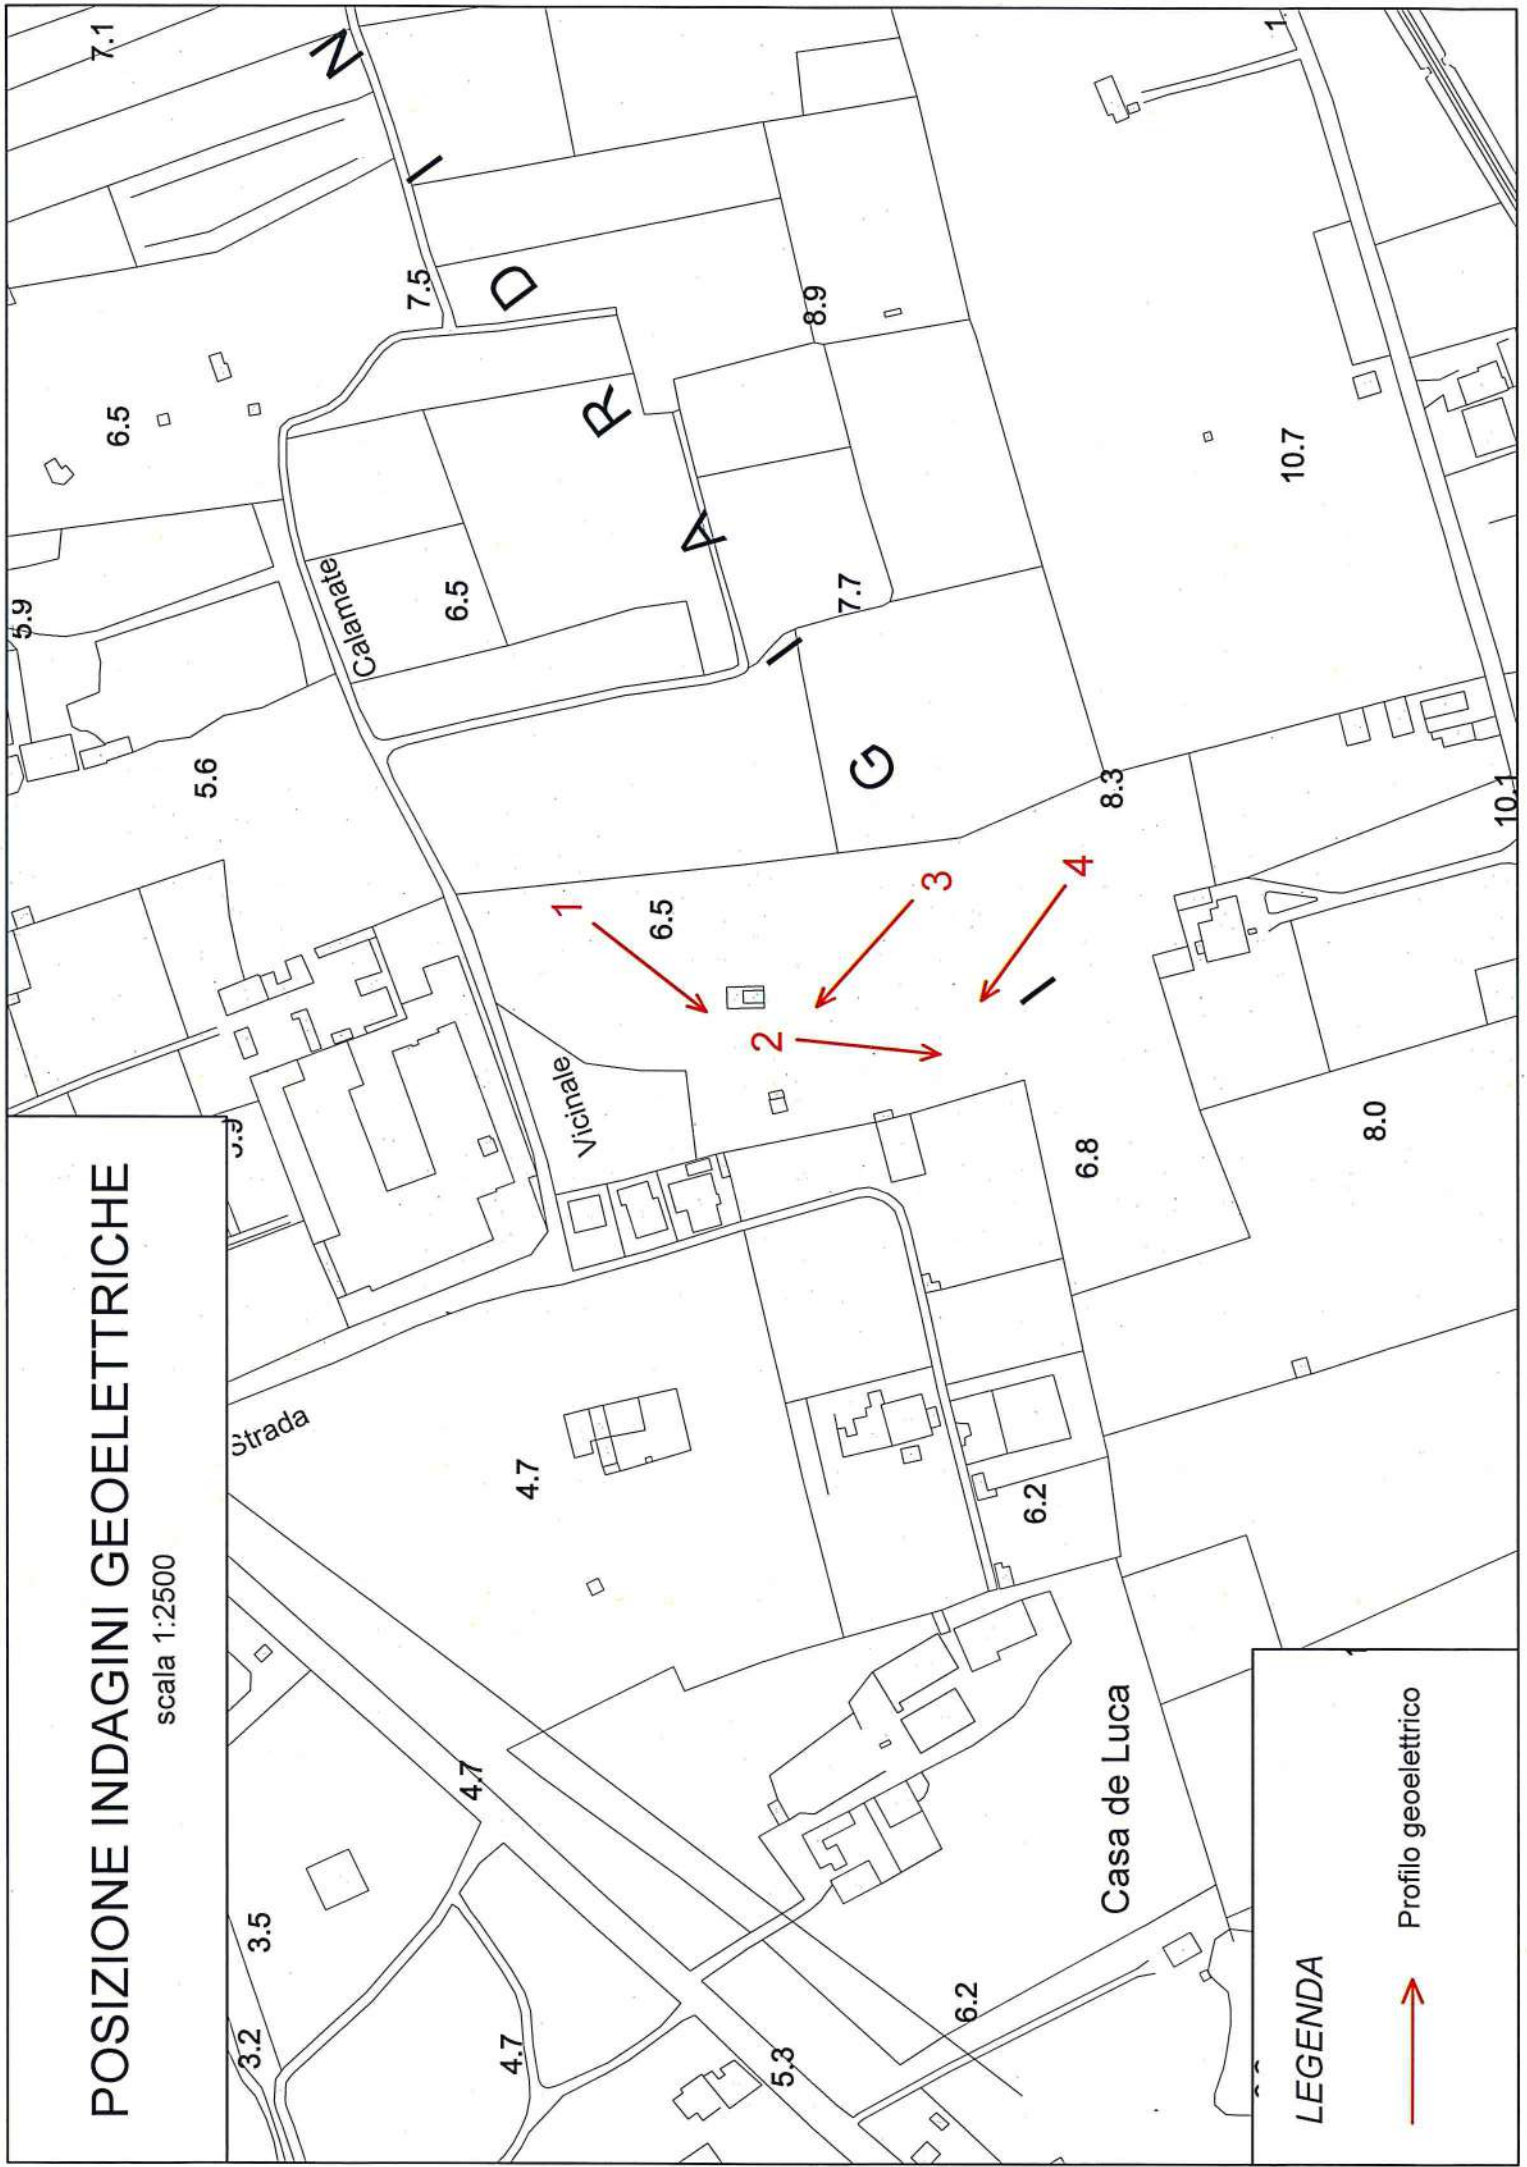 POSIZIONE INDAGINI GEOELETTRICHE
scala 1:2500
3.2
3.5
4.7
4.7
5.3
6.2
Strada
4.7
Vicinale
Calamate
5.9
5.6
6.5
7.1
7.5
6.5
6.5
7.7
8.9
10.7
8.3
10.1
6.8
8.0
6.2
I GIARDINI
1
2
3
4
Casa de Luca
LEGENDA
Profilo geoelettrico